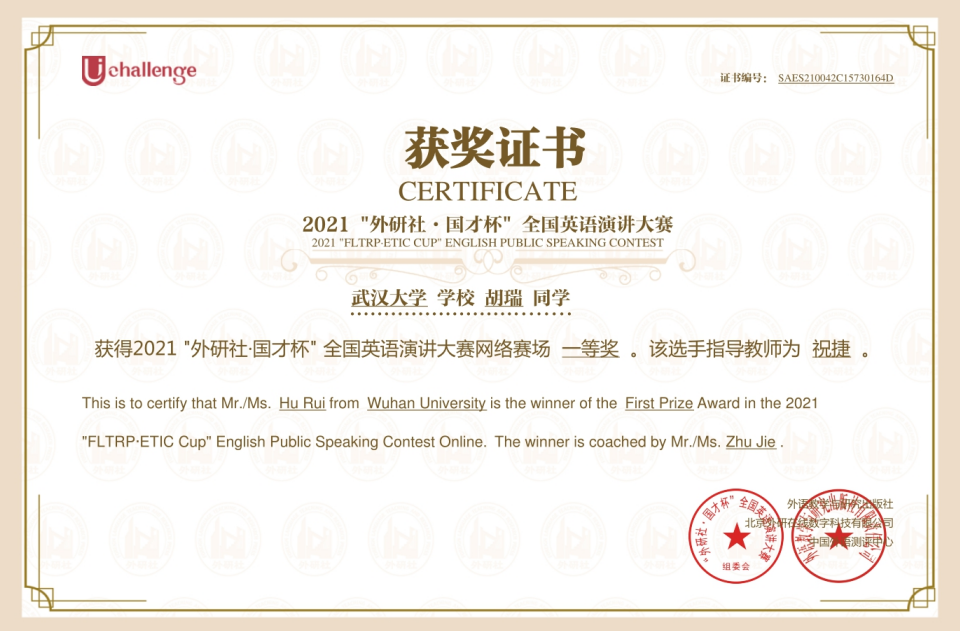 Uchallenge
证书编号: SAES210042C15730164D
获奖证书
CERTIFICATE
2021 "外研社·国才杯" 全国英语演讲大赛
2021 "FLTRP·ETIC CUP" ENGLISH PUBLIC SPEAKING CONTEST
武汉大学 学校 胡瑞 同学
获得2021 "外研社·国才杯" 全国英语演讲大赛网络赛场 一等奖 。该选手指导教师为 祝捷 。
This is to certify that Mr./Ms. Hu Rui from Wuhan University is the winner of the First Prize Award in the 2021
"FLTRP·ETIC Cup" English Public Speaking Contest Online. The winner is coached by Mr./Ms. Zhu Jie .
外语教学与研究出版社
北京外研在线数字科技有限公司
中国外语测评中心
"外研社·国才杯" 全国英语演讲大赛
组委会